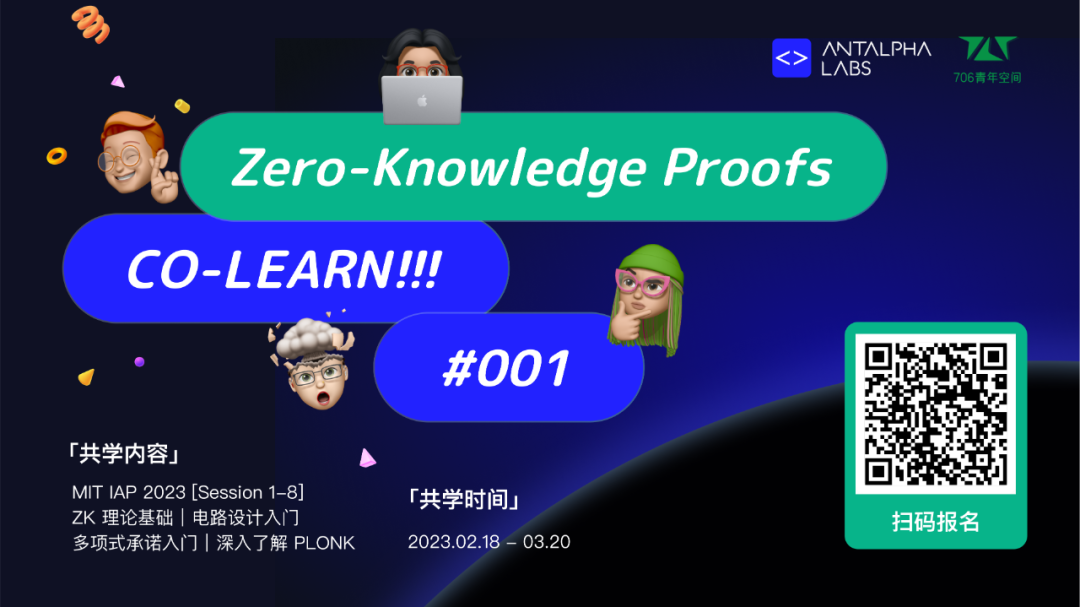 <> ANTALPHA
LABS
706青年空间
Zero-Knowledge Proofs
CO-LEARN!!!
#001
「共学内容」
MIT IAP 2023 [Session 1-8]
ZK 理论基础｜电路设计入门
多项式承诺入门｜深入了解 PLONK
「共学时间」
2023.02.18 - 03.20
扫码报名